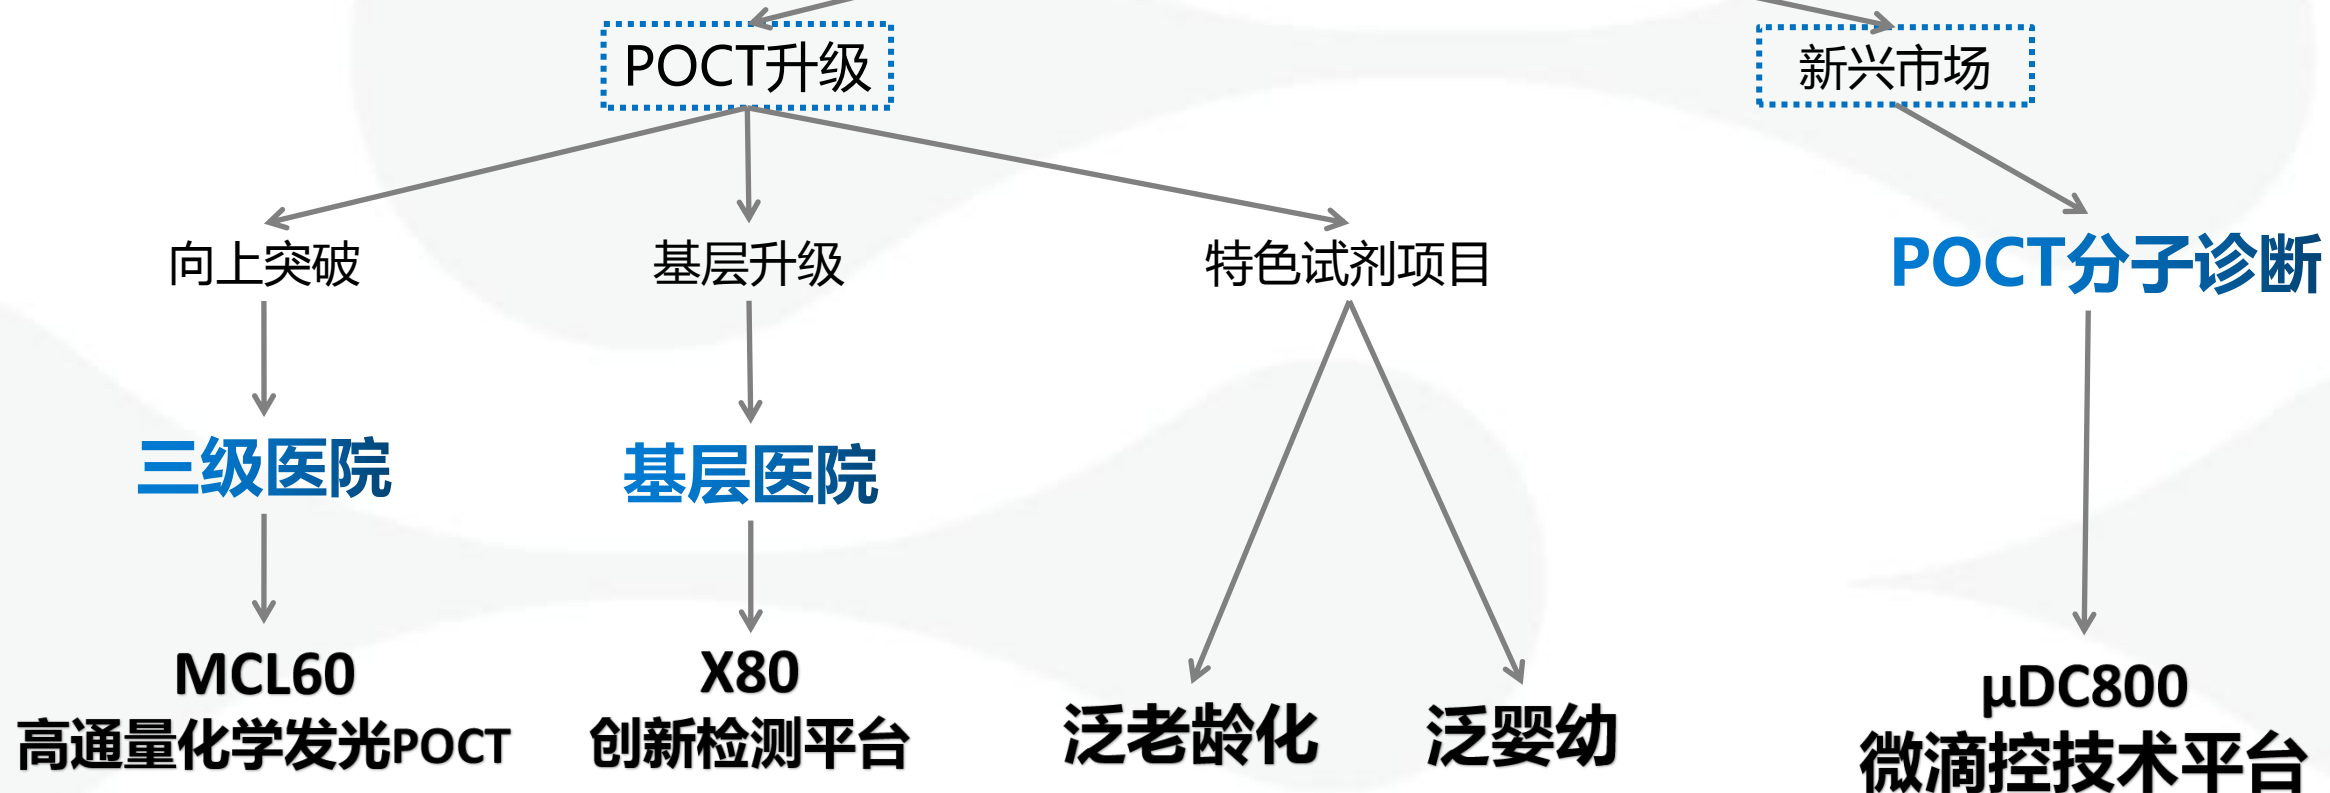 POCT升级
新兴市场
向上突破
基层升级
特色试剂项目
POCT分子诊断
三级医院
基层医院
MCL60
高通量化学发光POCT
X80
创新检测平台
泛老龄化
泛婴幼
μDC800
微滴控技术平台